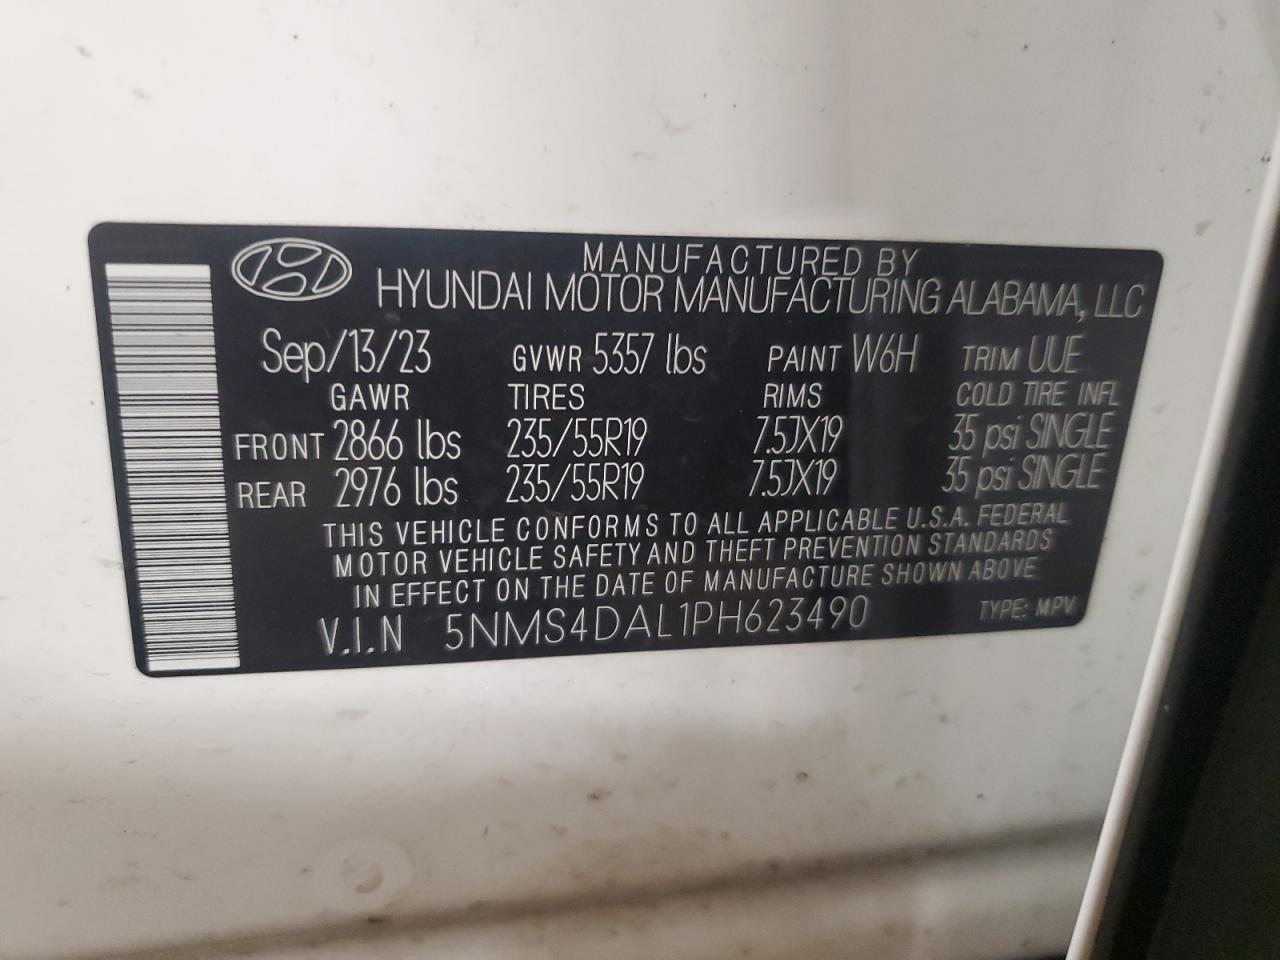 MANUFACTURED BY
HYUNDAI MOTOR MANUFACTURING ALABAMA, LLC
Sep/13/23 GVWR 5357 lbs PAINT W6H TRIM UUE
GAWR TIRES RIMS COLD TIRE INFL
FRONT 2866 lbs 235/55R19 7.5JX19 35 psi SINGLE
REAR 2976 lbs 235/55R19 7.5JX19 35 psi SINGLE
THIS VEHICLE CONFORMS TO ALL APPLICABLE U.S.A. FEDERAL
MOTOR VEHICLE SAFETY AND THEFT PREVENTION STANDARDS
IN EFFECT ON THE DATE OF MANUFACTURE SHOWN ABOVE
V.I.N 5NMS4DAL1PH623490 TYPE: MPV